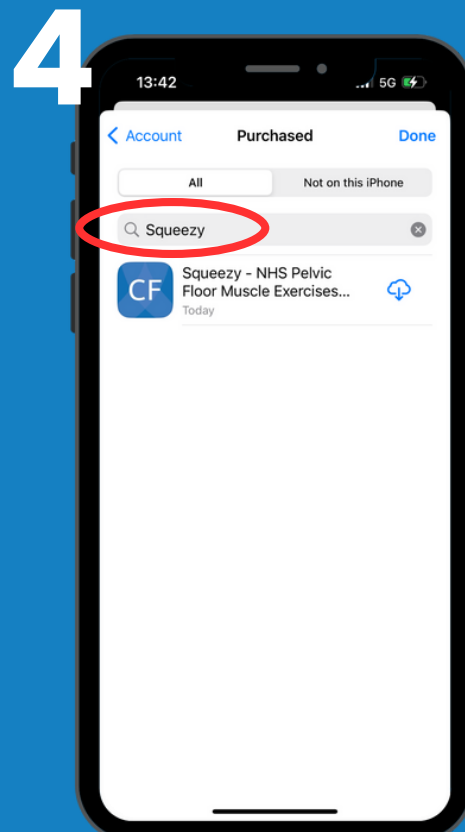 4
13:42
5G
Account Purchased Done
All Not on this iPhone
Squeezy
CF
Squeezy - NHS Pelvic
Floor Muscle Exercises...
Today